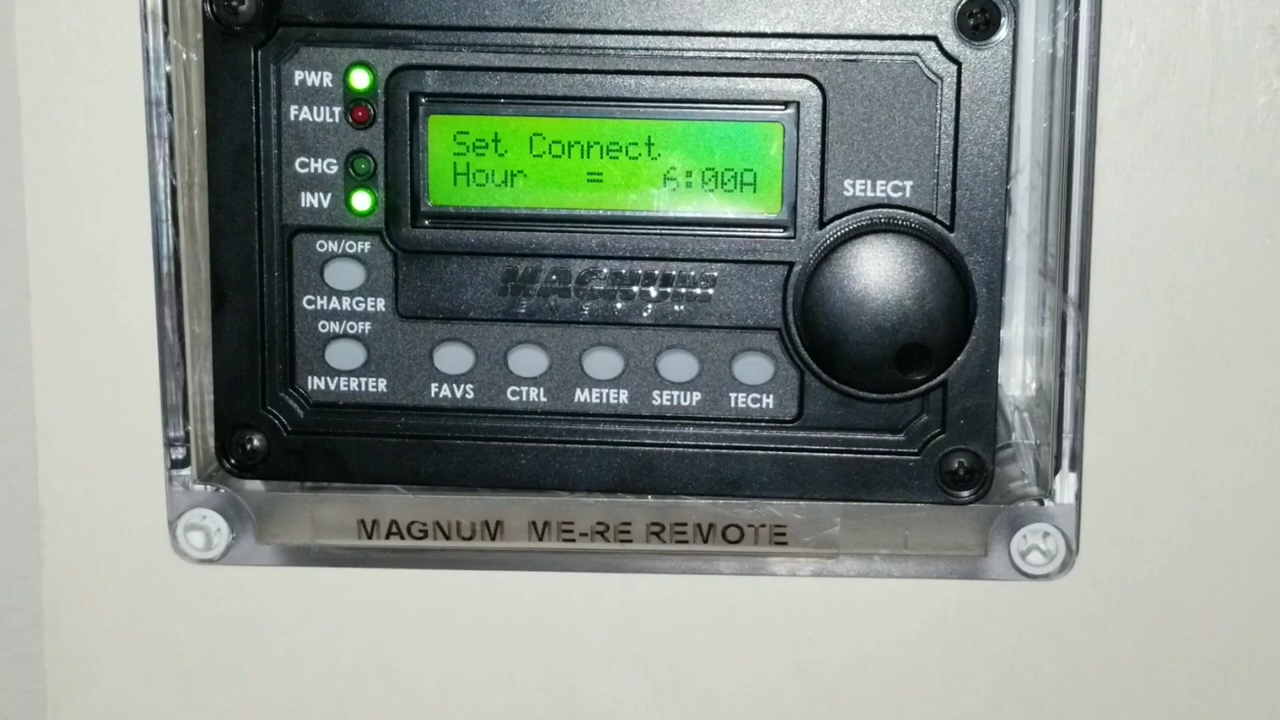 PWR
FAULT
CHG
INV
Set Connect
Hour = 6:00A
SELECT
ON/OFF
CHARGER
ON/OFF
INVERTER
MAGNUM
FAVS
CTRL
METER
SETUP
TECH
MAGNUM ME-RE REMOTE